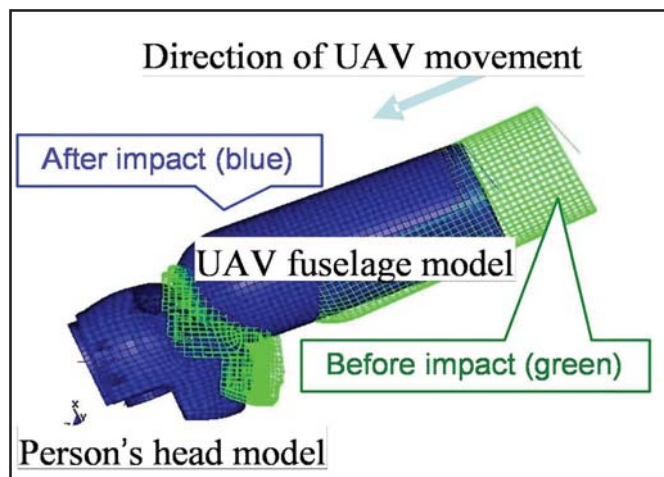 Direction of UAV movement
After impact (blue)
UAV fuselage model
Before impact (green)
Person's head model